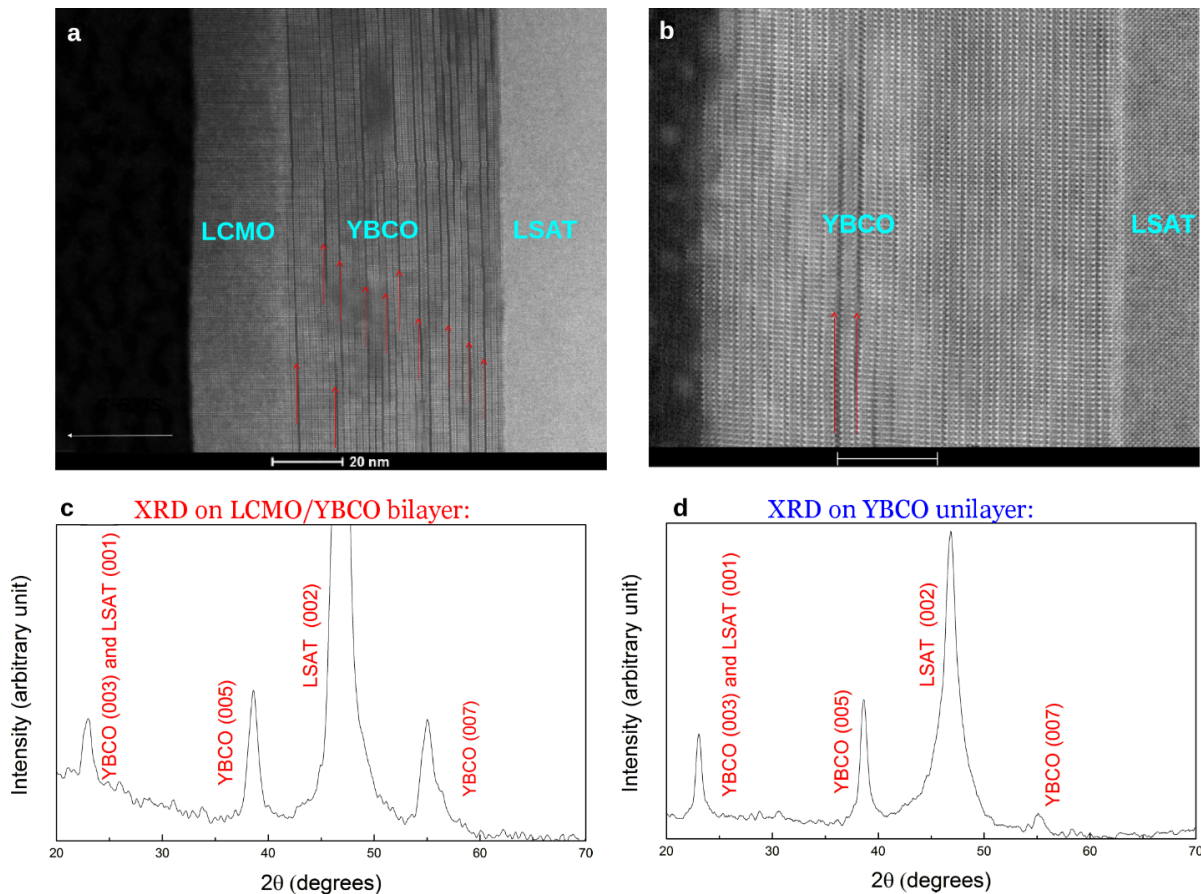 a
LCMO
YBCO
LSAT
20 nm
b
YBCO
LSAT
c
XRD on LCMO/YBCO bilayer:
Intensity (arbitrary unit)
YBCO (003) and LSAT (001)
YBCO (005)
LSAT (002)
YBCO (007)
20 30 40 50 60 70
2θ (degrees)
d
XRD on YBCO unilayer:
Intensity (arbitrary unit)
YBCO (003) and LSAT (001)
YBCO (005)
LSAT (002)
YBCO (007)
20 30 40 50 60 70
2θ (degrees)